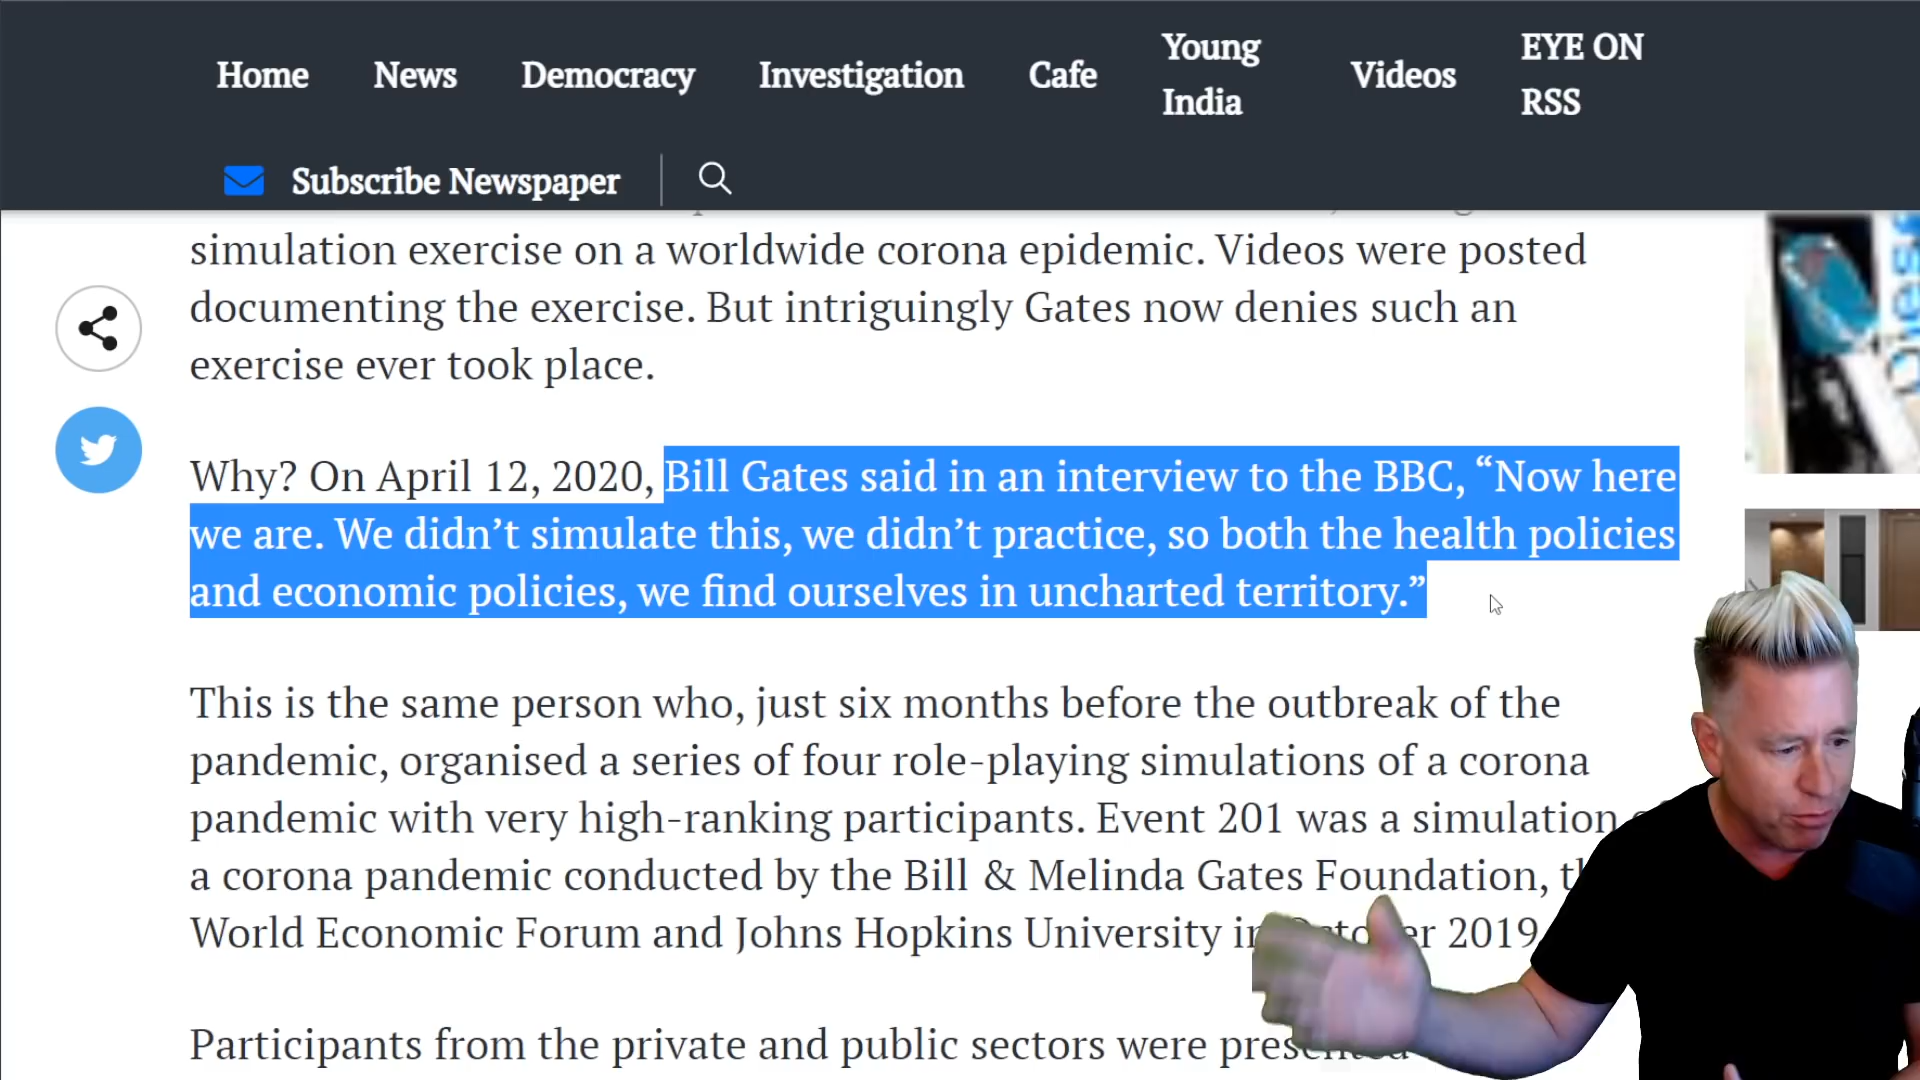 Home News Democracy Investigation Cafe Young India Videos EYE ON RSS
Subscribe Newspaper
simulation exercise on a worldwide corona epidemic. Videos were posted
documenting the exercise. But intriguingly Gates now denies such an
exercise ever took place.
Why? On April 12, 2020, Bill Gates said in an interview to the BBC, “Now here
we are. We didn’t simulate this, we didn’t practice, so both the health policies
and economic policies, we find ourselves in uncharted territory.”
This is the same person who, just six months before the outbreak of the
pandemic, organised a series of four role-playing simulations of a corona
pandemic with very high-ranking participants. Event 201 was a simulation
a corona pandemic conducted by the Bill & Melinda Gates Foundation,
World Economic Forum and Johns Hopkins University 2019
Participants from the private and public sectors were